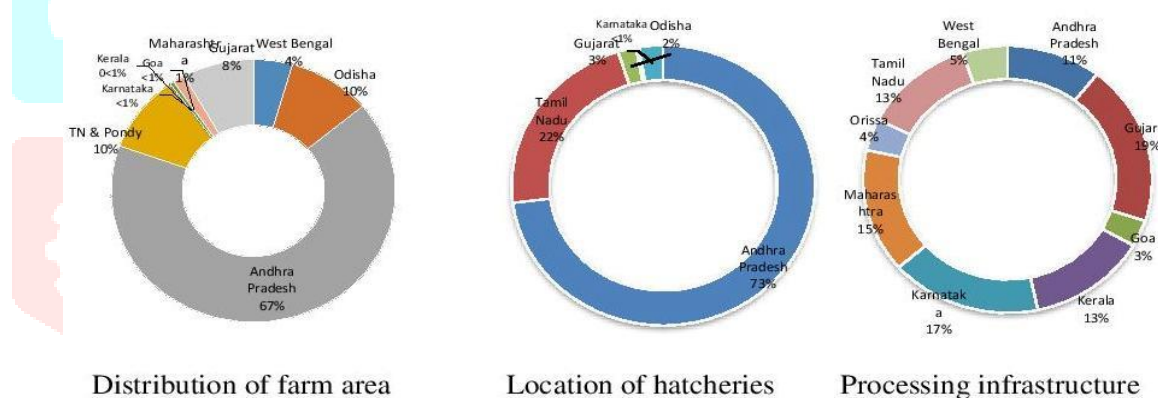 Maharashtr
a
1%
Gujarat
8%
West Bengal
4%
Kerala
0<1%
Goa
<1%
Karnataka
<1%
Odisha
10%
TN & Pondy
10%
Andhra
Pradesh
67%
Distribution of farm area
Karnataka
<1%
Odisha
2%
Gujarat
3%
Tamil
Nadu
22%
Andhra
Pradesh
73%
Location of hatcheries
West
Bengal
5%
Andhra
Pradesh
11%
Tamil
Nadu
13%
Gujar
19%
Orissa
4%
Maharas
htra
15%
Goa
3%
Karnatak
a
17%
Kerala
13%
Processing infrastructure